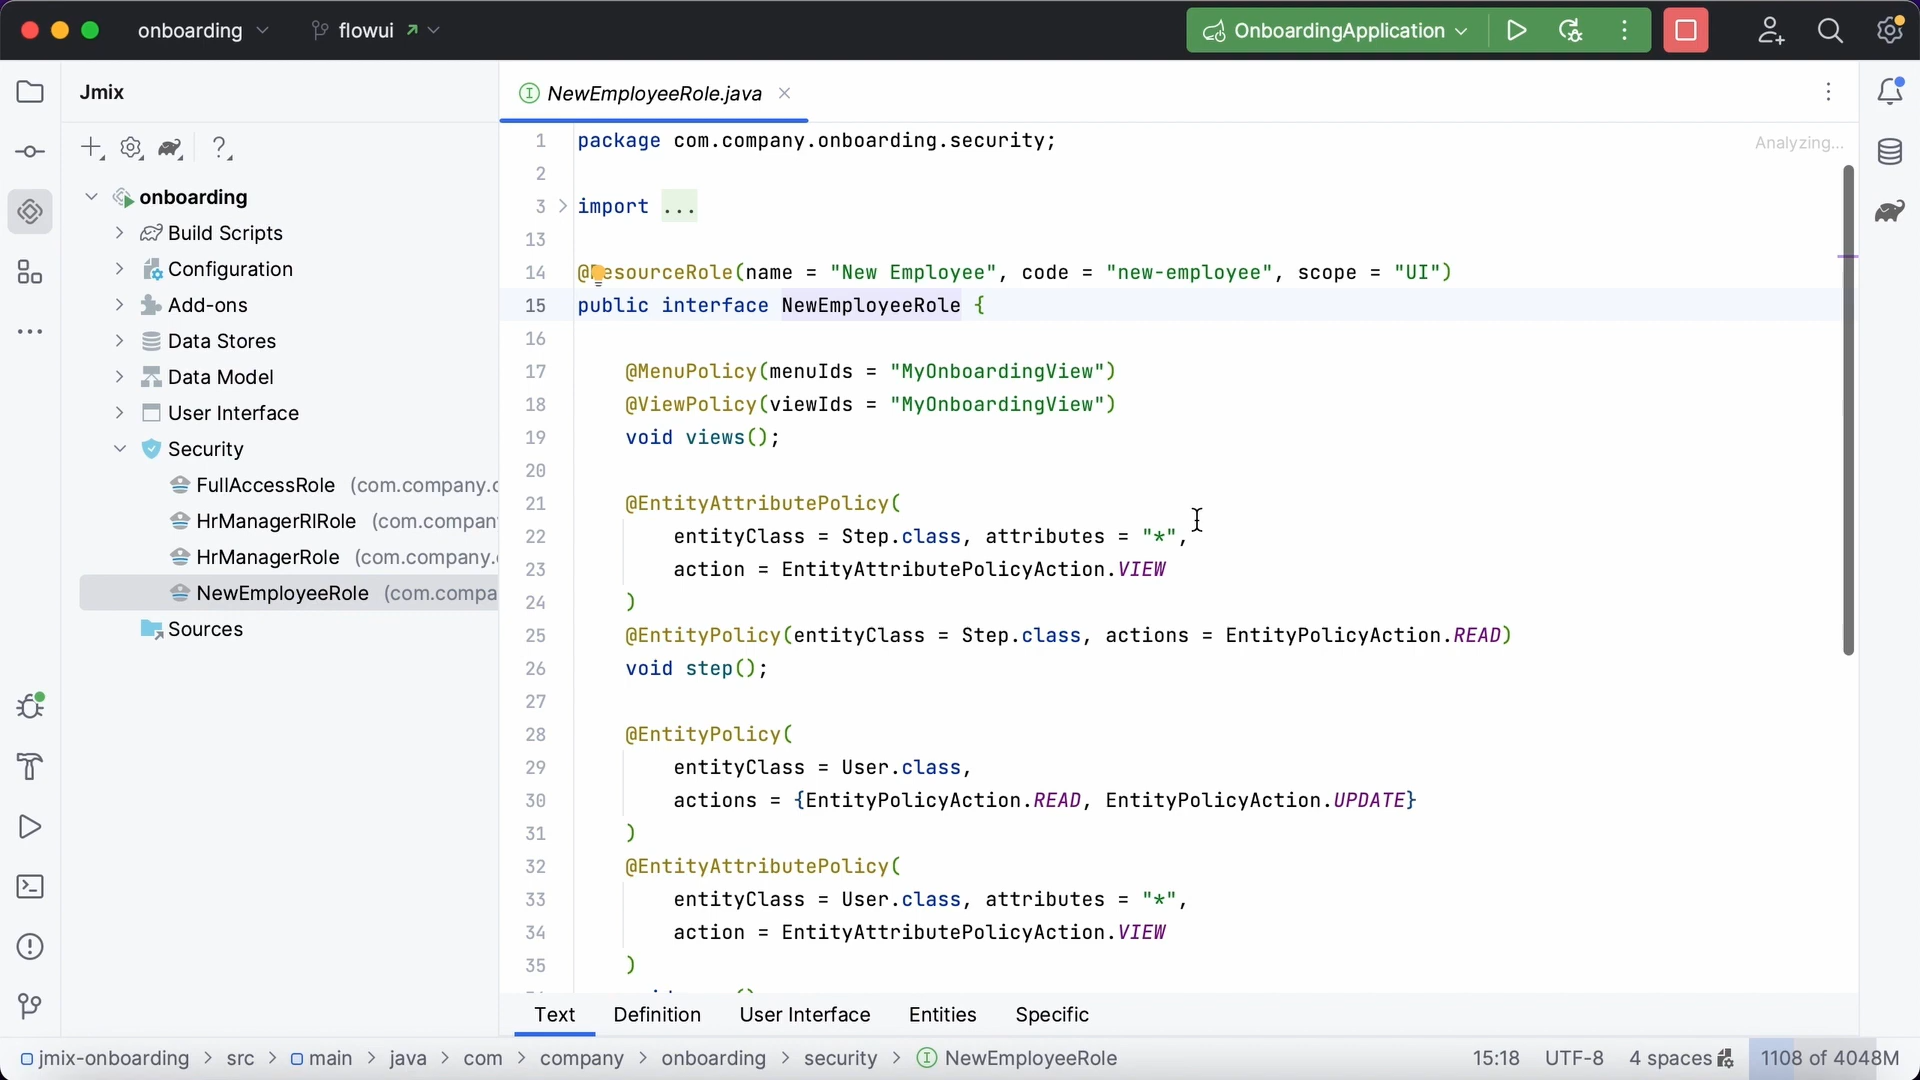 onboarding flowui OnboardingApplication
Jmix
NewEmployeeRole.java
onboarding
Build Scripts
Configuration
Add-ons
Data Stores
Data Model
User Interface
Security
FullAccessRole (com.company.c
HrManagerRlRole (com.compan
HrManagerRole (com.company.
NewEmployeeRole (com.compa
Sources
Analyzing...
1 package com.company.onboarding.security;
2
3 import ...
13
14 @ResourceRole(name = "New Employee", code = "new-employee", scope = "UI")
15 public interface NewEmployeeRole {
16
17 @MenuPolicy(menuIds = "MyOnboardingView")
18 @ViewPolicy(viewIds = "MyOnboardingView")
19 void views();
20
21 @EntityAttributePolicy(
22 entityClass = Step.class, attributes = "*",
23 action = EntityAttributePolicyAction.VIEW
24 )
25 @EntityPolicy(entityClass = Step.class, actions = EntityPolicyAction.READ)
26 void step();
27
28 @EntityPolicy(
29 entityClass = User.class,
30 actions = {EntityPolicyAction.READ, EntityPolicyAction.UPDATE}
31 )
32 @EntityAttributePolicy(
33 entityClass = User.class, attributes = "*",
34 action = EntityAttributePolicyAction.VIEW
35 )
Text Definition User Interface Entities Specific
jmix-onboarding > src > main > java > com > company > onboarding > security > NewEmployeeRole 15:18 UTF-8 4 spaces 1108 of 4048M